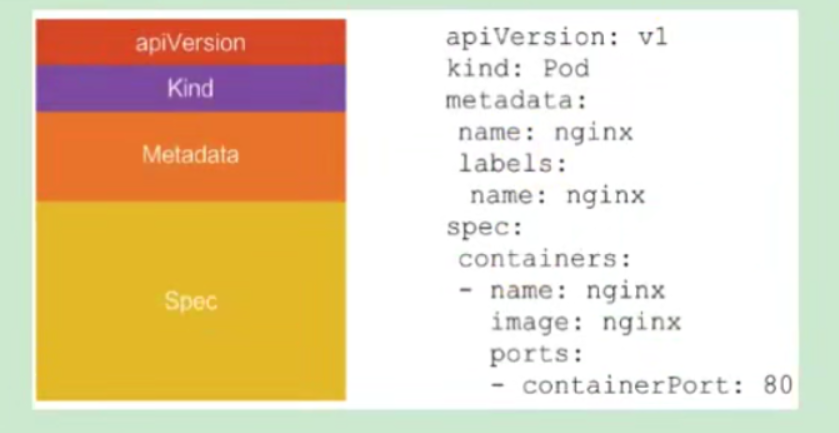 apiVersion
Kind
Metadata
Spec
apiVersion: v1
kind: Pod
metadata:
 name: nginx
 labels:
  name: nginx
spec:
 containers:
 - name: nginx
   image: nginx
   ports:
   - containerPort: 80